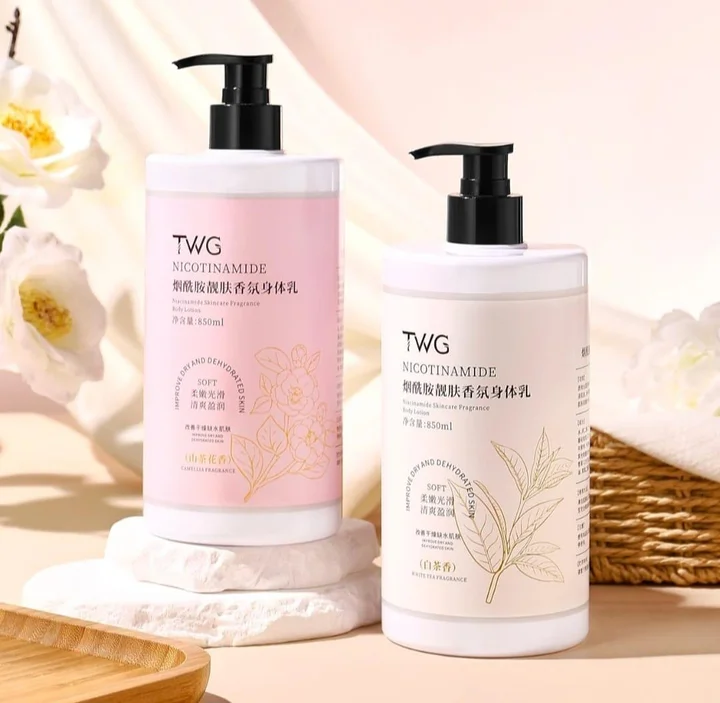 TWG
NICOTINAMIDE
烟酰胺靓肤香氛身体乳
Niacinamide Skincare Fragrance
Body Lotion
净含量:850ml
IMPROVE DRY AND DEHYDRATED SKIN
SOFT
柔嫩光滑
清爽盈润
改善干燥缺水肌肤
IMPROVE DRY AND
DEHYDRATED SKIN
(山茶花香)
CAMELLIA FRAGRANCE
TWG
NICOTINAMIDE
烟酰胺靓肤香氛身体乳
Niacinamide Skincare Fragrance
Body Lotion
净含量:850ml
IMPROVE DRY AND DEHYDRATED SKIN
SOFT
柔嫩光滑
清爽盈润
改善干燥缺水肌肤
IMPROVE DRY AND
DEHYDRATED SKIN
(白茶香)
WHITE TEA FRAGRANCE